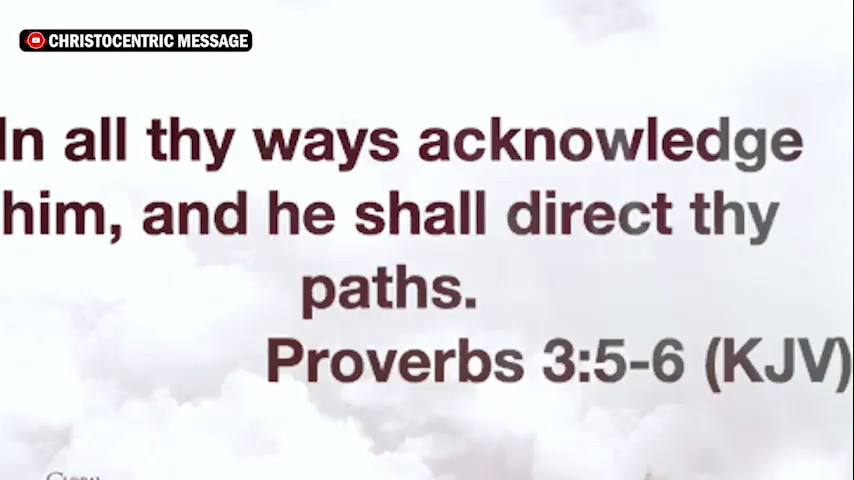 CHRISTOCENTRIC MESSAGE
In all thy ways acknowledge
him, and he shall direct thy
paths.
Proverbs 3:5-6 (KJV)
GLOBAL